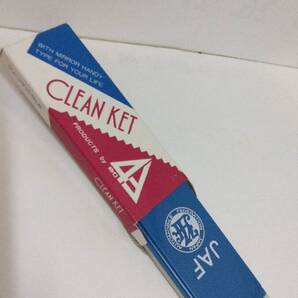 WITH MIRROR HANDY
TYPE FOR YOUR LIFE
CLEAN KET
PRODUCTS by
CLEAN KET
JAF